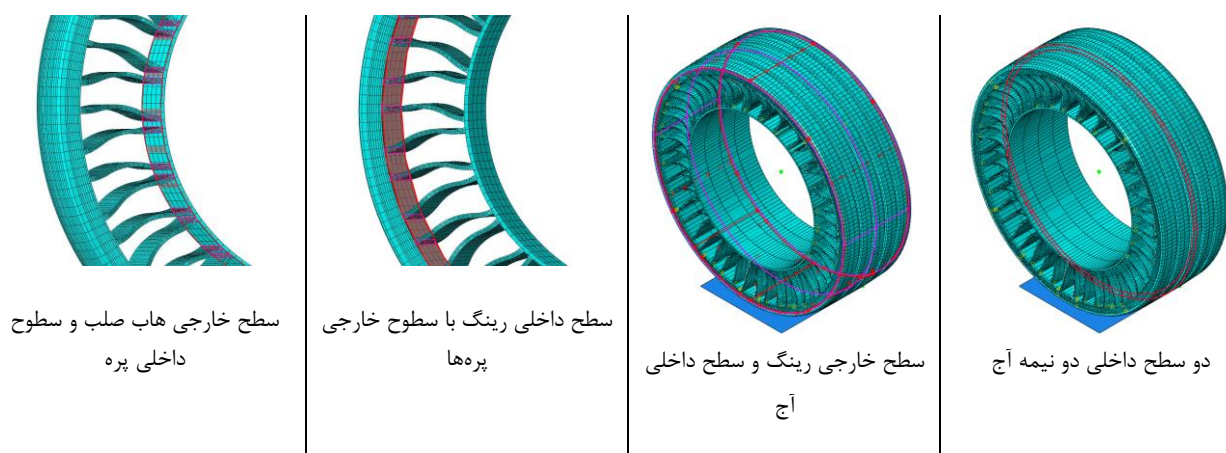 دو سطح داخلی دو نیمه آج
سطح خارجی رینگ و سطح داخلی
آج
سطح داخلی رینگ با سطوح خارجی
پره‌ها
سطح خارجی هاب صلب و سطوح
داخلی پره